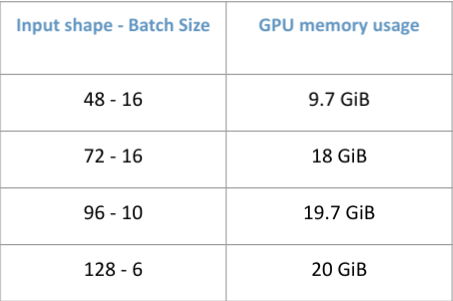 Input shape - Batch Size GPU memory usage
48 - 16 9.7 GiB
72 - 16 18 GiB
96 - 10 19.7 GiB
128 - 6 20 GiB